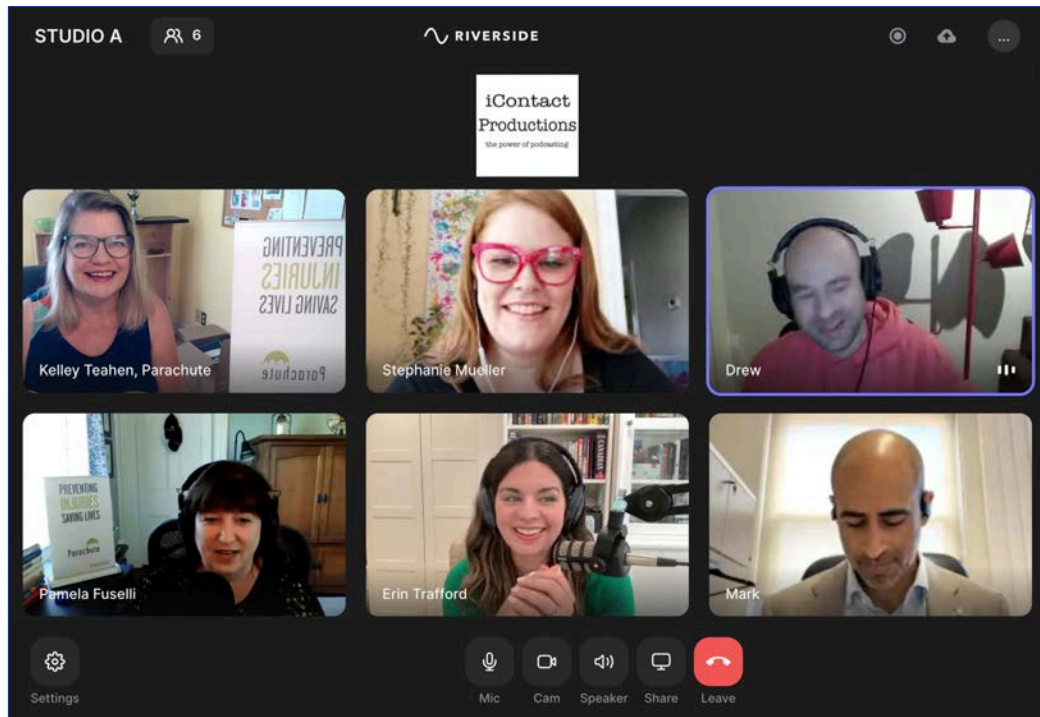 STUDIO A
6
RIVERSIDE
...
iContact
Productions
the power of podcasting
PREVENTING
INJURIES
SAVING LIVES
Parachute
Kelley Teahen, Parachute
Stephanie Mueller
Drew
PREVENTING
INJURIES
SAVING LIVES
Parachute
Pamela Fuselli
CANADIAN
Erin Trafford
Mark
Settings
Mic
Cam
Speaker
Share
Leave